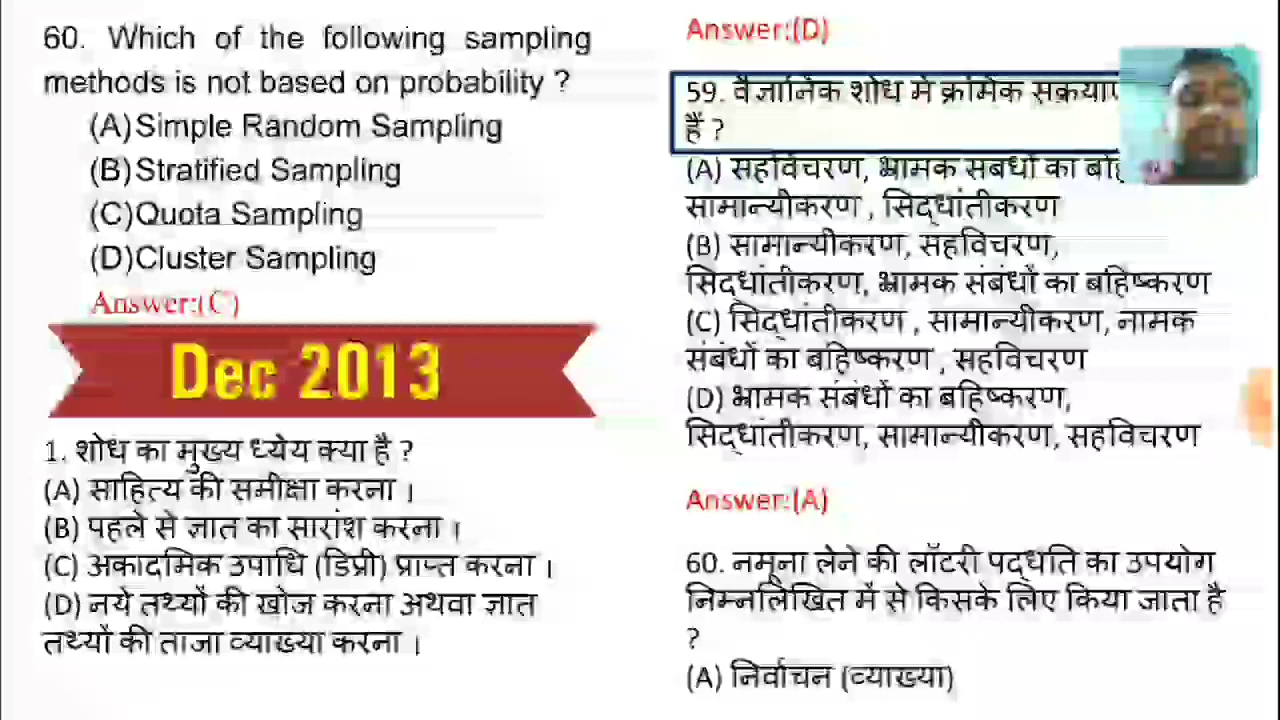 60. Which of the following sampling
methods is not based on probability ?
(A)Simple Random Sampling
(B)Stratified Sampling
(C)Quota Sampling
(D)Cluster Sampling
Answer:(C)
Dec 2013
1. शोध का मुख्य ध्येय क्या है ?
(A) साहित्य की समीक्षा करना ।
(B) पहले से ज्ञात का सारांश करना ।
(C) अकादमिक उपाधि (डिग्री) प्राप्त करना ।
(D) नये तथ्यों की खोज करना अथवा ज्ञात
तथ्यों की ताजा व्याख्या करना ।
Answer:(D)
59. वैज्ञानिक शोध में क्रमिक
हैं ?
(A) सहविचरण, भ्रामक संबंधों का
सामान्यीकरण , सिद्धांतीकरण
(B) सामान्यीकरण, सहविचरण,
सिद्धांतीकरण, भ्रामक संबंधों का बहिष्करण
(C) सिद्धांतीकरण , सामान्यीकरण, नामक
संबंधों का बहिष्करण , सहविचरण
(D) भ्रामक संबंधों का बहिष्करण,
सिद्धांतीकरण, सामान्यीकरण, सहविचरण
Answer:(A)
60. नमूना लेने की लॉटरी पद्धति का उपयोग
निम्नलिखित में से किसके लिए किया जाता है
?
(A) निर्वाचन (व्याख्या)